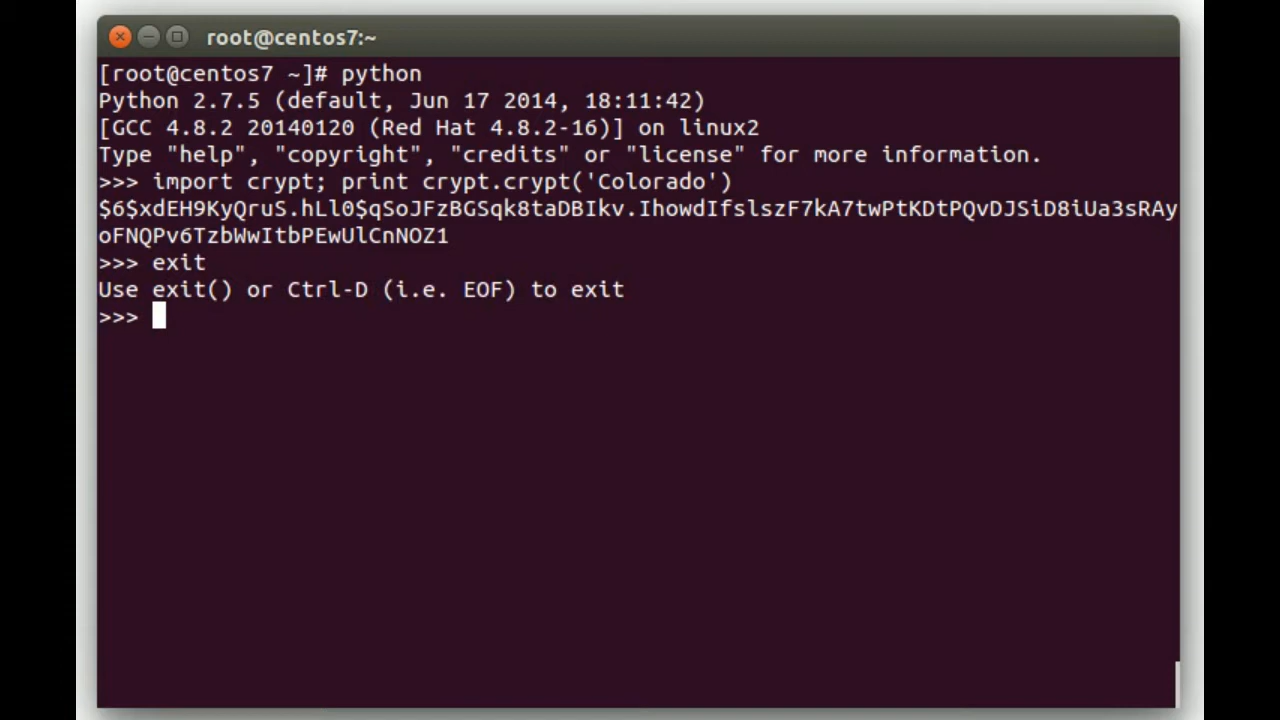 root@centos7:~
[root@centos7 ~]# python
Python 2.7.5 (default, Jun 17 2014, 18:11:42)
[GCC 4.8.2 20140120 (Red Hat 4.8.2-16)] on linux2
Type "help", "copyright", "credits" or "license" for more information.
>>> import crypt; print crypt.crypt('Colorado')
$6$xdEH9KyQruS.hLl0$qSoJFzBGSqk8taDBIkv.IhowdIfslszF7kA7twPtKDtPQvDJSiD8iUa3sRAy
oFNQPv6TzbWwItbPEwUlCnNOZ1
>>> exit
Use exit() or Ctrl-D (i.e. EOF) to exit
>>>